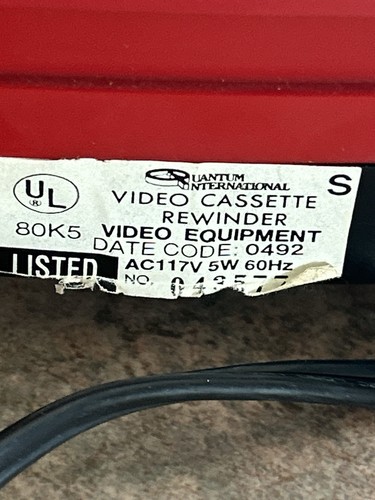 QUANTUM
INTERNATIONAL
S
UL
®
VIDEO CASSETTE
REWINDER
80K5
VIDEO EQUIPMENT
DATE CODE: 0492
LISTED
AC117V 5W 60Hz
NO.